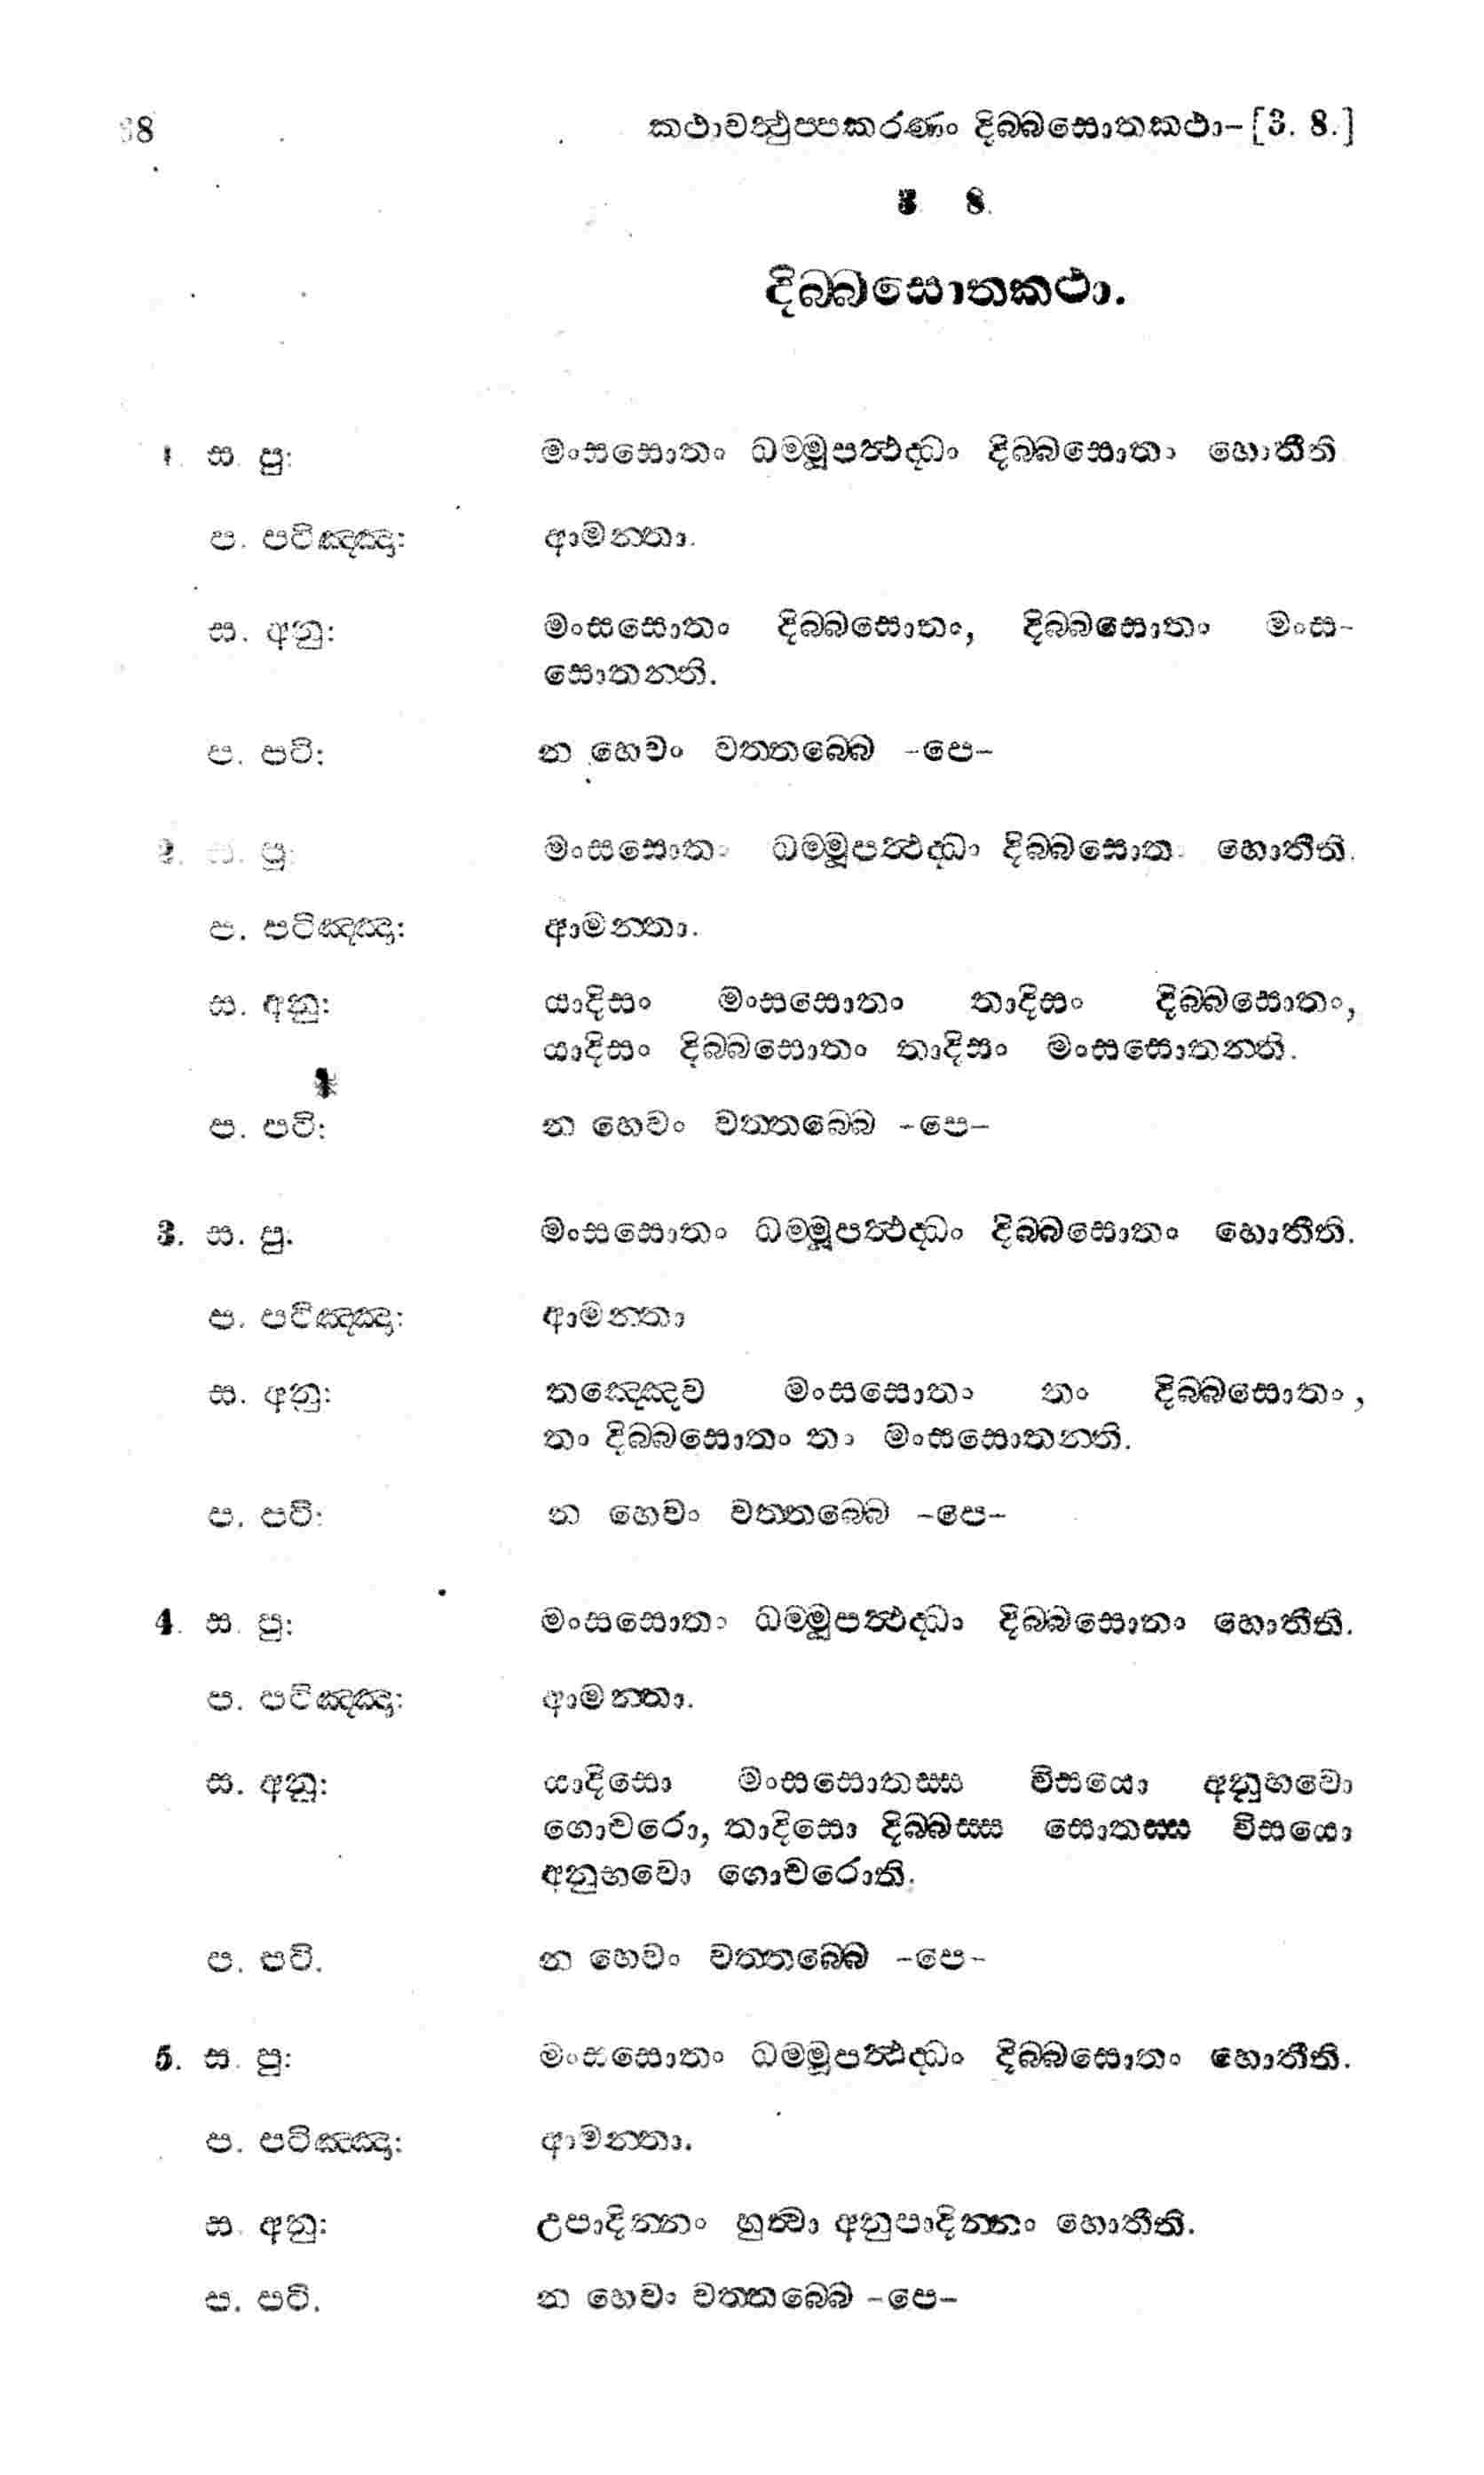 කථාවත්‍ථුප්පකරණං දිබ්බසොතකථා-[3. 8.]
3 8.
දිබ්බසොතකථා.
1. ස. පු: මංසසොතං ධම්මූපත්‍ථද්ධං දිබ්බසොතං හොතීති
ප. පටිඤ්ඤා: ආමන්තා.
ස. අනු: මංසසොතං දිබ්බසොතං, දිබ්බසොතං මංස-
සොතන්ති.
ප. පටි: න හෙවං වත්තබ්බෙ -පෙ-
2. ස. පු: මංසසොතං ධම්මූපත්‍ථද්ධං දිබ්බසොතං හොතීති.
ප. පටිඤ්ඤා: ආමන්තා.
ස. අනු: යාදිසං මංසසොතං තාදිසං දිබ්බසොතං,
යාදිසං දිබ්බසොතං තාදිසං මංසසොතන්ති.
ප. පටි: න හෙවං වත්තබ්බෙ -පෙ-
3. ස. පු. මංසසොතං ධම්මූපත්‍ථද්ධං දිබ්බසොතං හොතීති.
ප. පටිඤ්ඤා: ආමන්තා
ස. අනු: තඤ්ඤෙව මංසසොතං තං දිබ්බසොතං,
තං දිබ්බසොතං තං මංසසොතන්ති.
ප. පටි: න හෙවං වත්තබ්බෙ -පෙ-
4. ස. පු: මංසසොතං ධම්මූපත්‍ථද්ධං දිබ්බසොතං හොතීති.
ප. පටිඤ්ඤා: ආමන්තා.
ස. අනු: යාදිසො මංසසොතස්ස විසයො අනුභවො
ගොචරො, තාදිසො දිබ්බස්ස සොතස්ස විසයො
අනුභවො ගොචරොති.
ප. පටි. න හෙවං වත්තබ්බෙ -පෙ-
5. ස. පු: මංසසොතං ධම්මූපත්‍ථද්ධං දිබ්බසොතං හොතීති.
ප. පටිඤ්ඤා: ආමන්තා.
ස. අනු: උපාදින්නං හුත්වා අනුපාදින්නං හොතීති.
ප. පටි. න හෙවං වත්තබ්බෙ -පෙ-